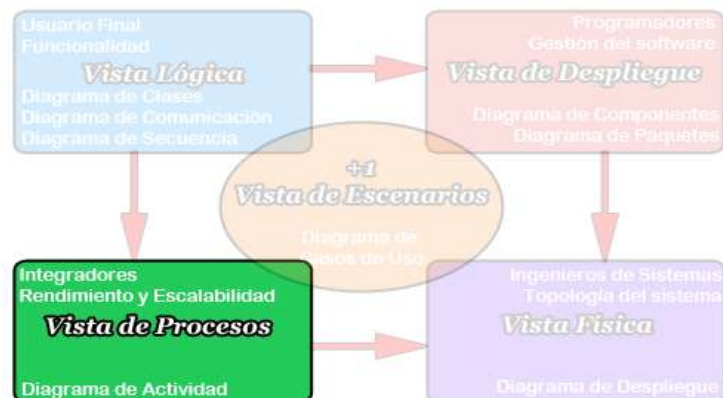 Usuario Final
Funcionalidad
Vista Lógica
Diagrama de Clases
Diagrama de Comunicación
Diagrama de Secuencia
Programadores
Gestión del software
Vista de Despliegue
Diagrama de Componentes
Diagrama de Paquetes
+1
Vista de Escenarios
Diagrama de
Casos de Uso
Integradores
Rendimiento y Escalabilidad
Vista de Procesos
Diagrama de Actividad
Ingenieros de Sistemas
Topología del sistema
Vista Física
Diagrama de Despliegue